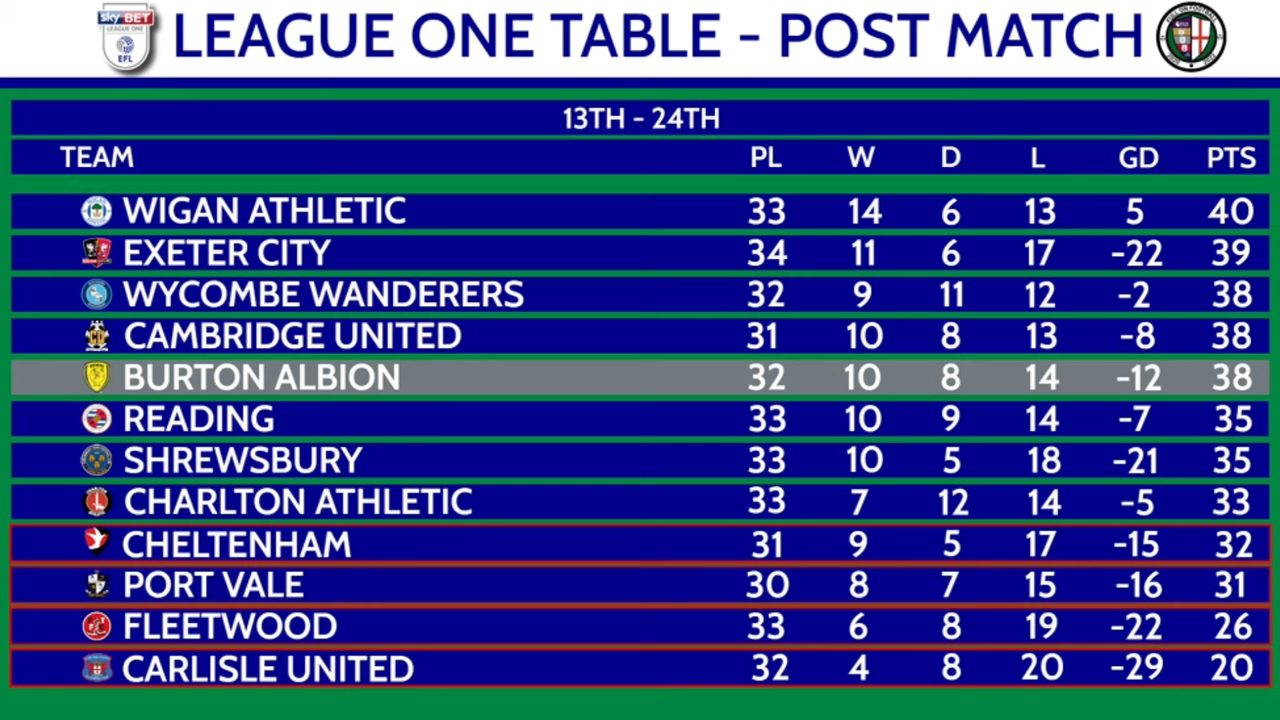 sky BET
LEAGUE ONE
EFL
LEAGUE ONE TABLE - POST MATCH
13TH - 24TH
TEAM PL W D L GD PTS
WIGAN ATHLETIC 33 14 6 13 5 40
EXETER CITY 34 11 6 17 -22 39
WYCOMBE WANDERERS 32 9 11 12 -2 38
CAMBRIDGE UNITED 31 10 8 13 -8 38
BURTON ALBION 32 10 8 14 -12 38
READING 33 10 9 14 -7 35
SHREWSBURY 33 10 5 18 -21 35
CHARLTON ATHLETIC 33 7 12 14 -5 33
CHELTENHAM 31 9 5 17 -15 32
PORT VALE 30 8 7 15 -16 31
FLEETWOOD 33 6 8 19 -22 26
CARLISLE UNITED 32 4 8 20 -29 20